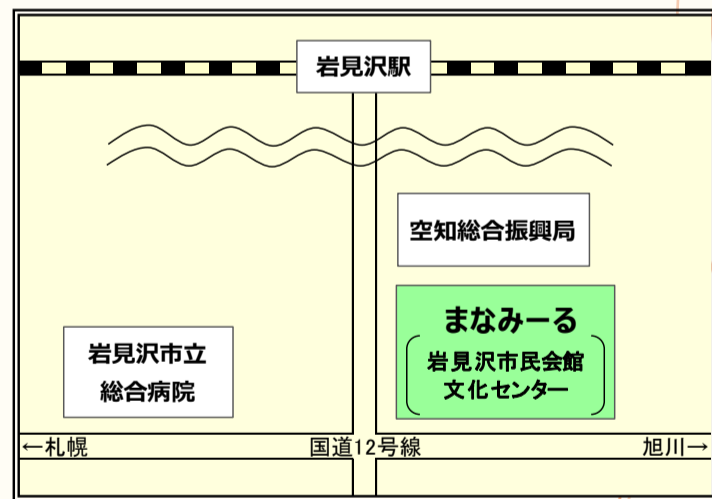 岩見沢駅
空知総合振興局
まなみーる
岩見沢市民会館
文化センター
岩見沢市立
総合病院
←札幌
国道12号線
旭川→